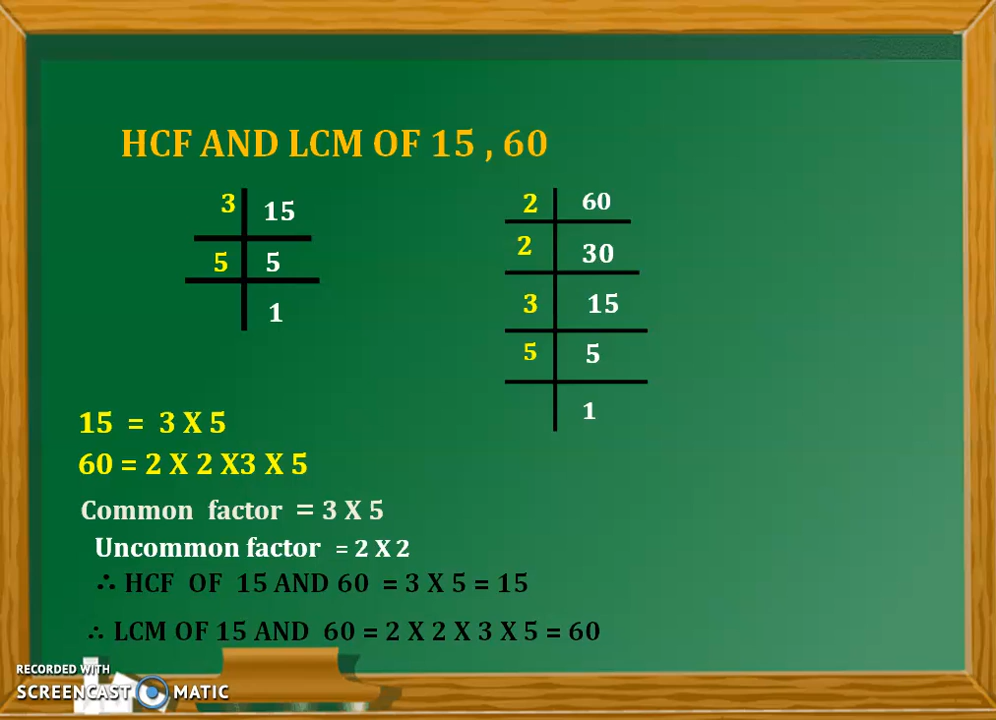 HCF AND LCM OF 15 , 60
3 15
5 5
1
2 60
2 30
3 15
5 5
1
15 = 3 X 5
60 = 2 X 2 X3 X 5
Common factor = 3 X 5
Uncommon factor = 2 X 2
∴ HCF OF 15 AND 60 = 3 X 5 = 15
∴ LCM OF 15 AND 60 = 2 X 2 X 3 X 5 = 60
RECORDED WITH
SCREENCAST MATIC